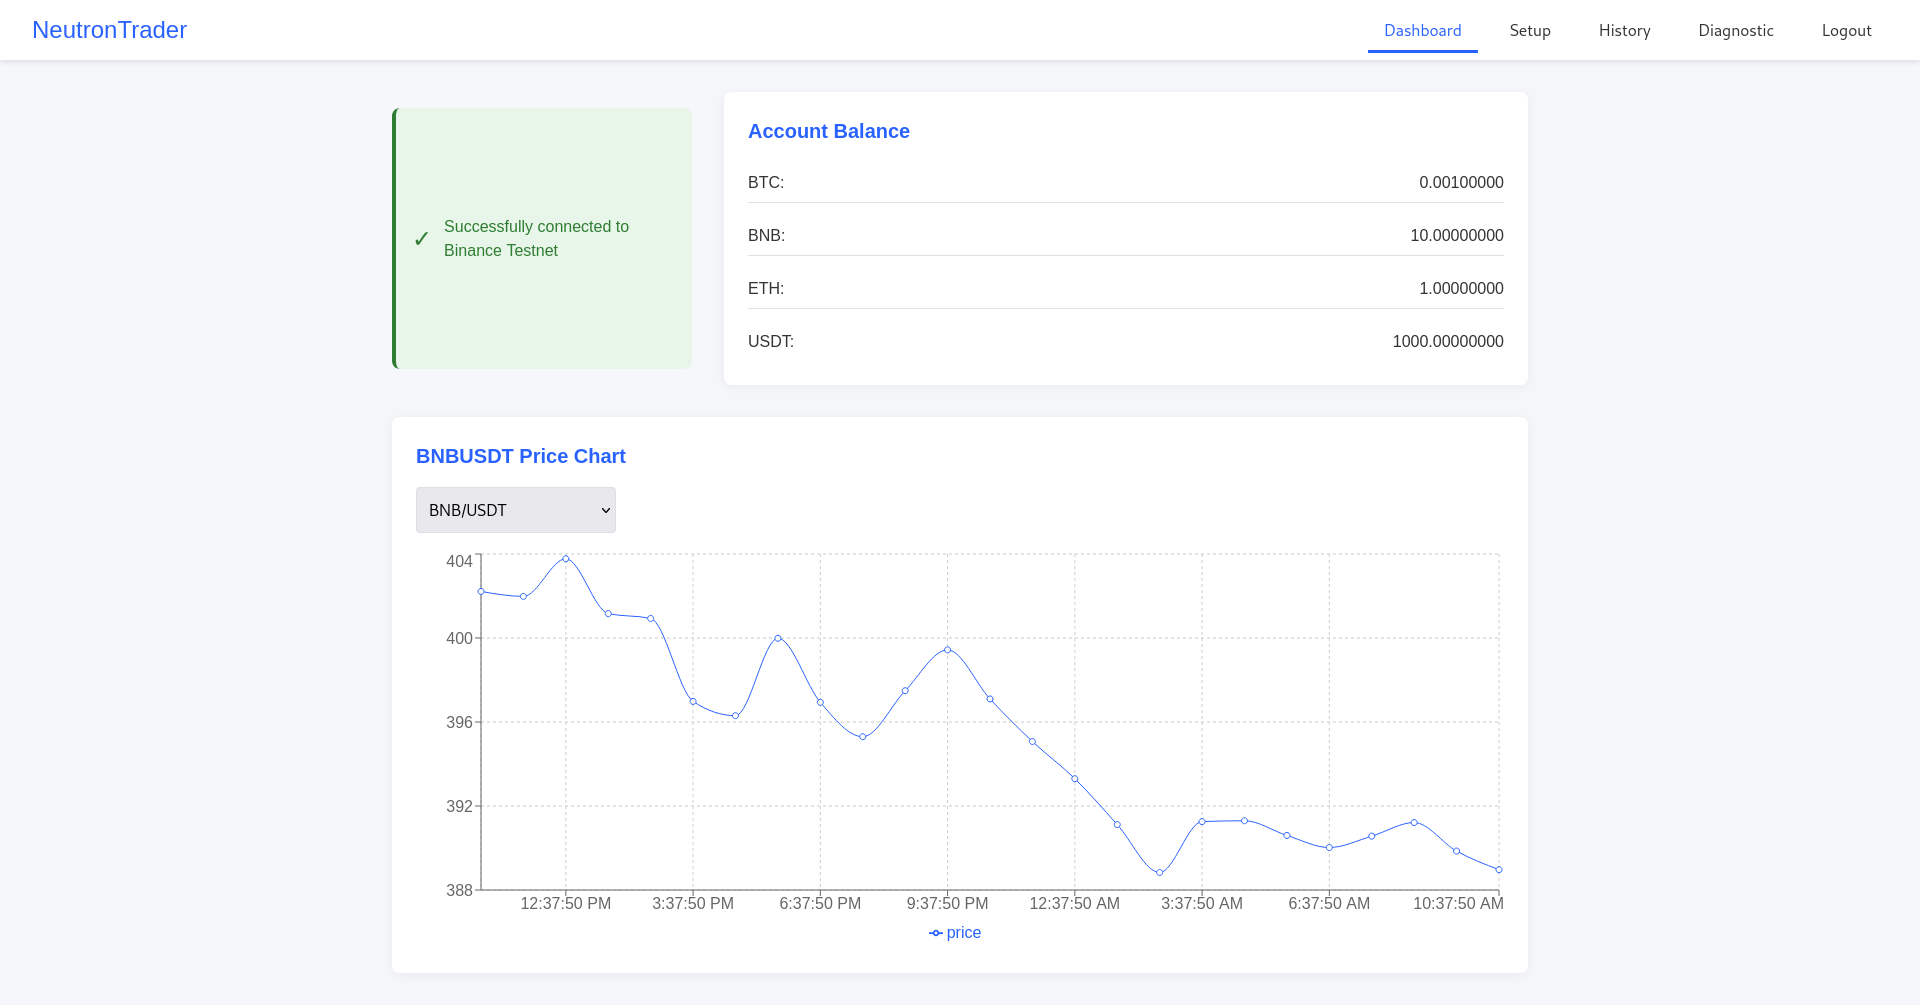 NeutronTrader
Dashboard
Setup
History
Diagnostic
Logout
✓ Successfully connected to
Binance Testnet
Account Balance
BTC: 0.00100000
BNB: 10.00000000
ETH: 1.00000000
USDT: 1000.00000000
BNBUSDT Price Chart
BNB/USDT
404
400
396
392
388
12:37:50 PM
3:37:50 PM
6:37:50 PM
9:37:50 PM
12:37:50 AM
3:37:50 AM
6:37:50 AM
10:37:50 AM
price